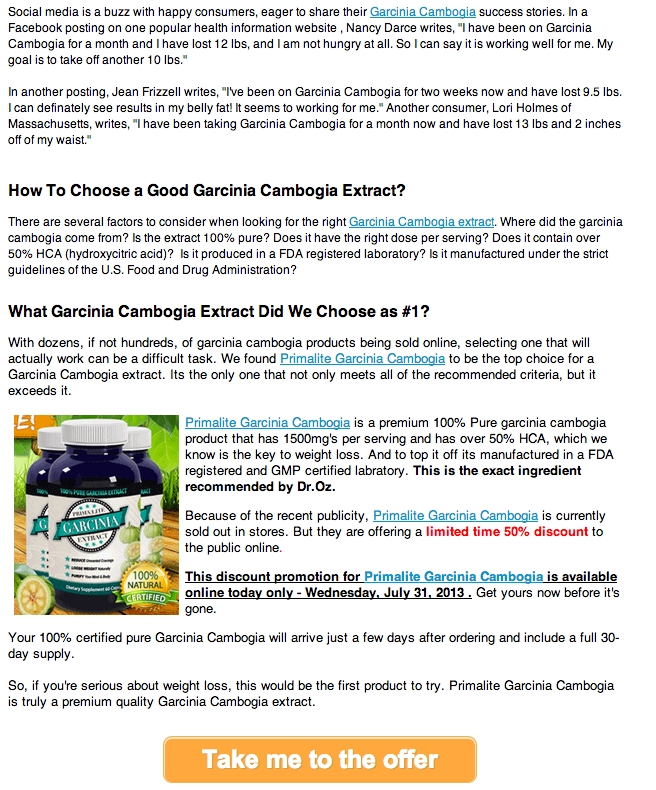 Social media is a buzz with happy consumers, eager to share their Garcinia Cambogia success stories. In a
Facebook posting on one popular health information website , Nancy Darce writes, "I have been on Garcinia
Cambogia for a month and I have lost 12 lbs, and I am not hungry at all. So I can say it is working well for me. My
goal is to take off another 10 lbs."
In another posting, Jean Frizzell writes, "I've been on Garcinia Cambogia for two weeks now and have lost 9.5 lbs.
I can definately see results in my belly fat! It seems to working for me." Another consumer, Lori Holmes of
Massachusetts, writes, "I have been taking Garcinia Cambogia for a month now and have lost 13 lbs and 2 inches
off of my waist."
How To Choose a Good Garcinia Cambogia Extract?
There are several factors to consider when looking for the right Garcinia Cambogia extract. Where did the garcinia
cambogia come from? Is the extract 100% pure? Does it have the right dose per serving? Does it contain over
50% HCA (hydroxycitric acid)? Is it produced in a FDA registered laboratory? Is it manufactured under the strict
guidelines of the U.S. Food and Drug Administration?
What Garcinia Cambogia Extract Did We Choose as #1?
With dozens, if not hundreds, of garcinia cambogia products being sold online, selecting one that will
actually work can be a difficult task. We found Primalite Garcinia Cambogia to be the top choice for a
Garcinia Cambogia extract. Its the only one that not only meets all of the recommended criteria, but it
exceeds it.
E!
100% PURE GARCINIA EXTRACT
PRIMALITE
GARCINIA
EXTRACT
REDUCE Unwanted Cravings
LOSE WEIGHT Naturally
PURIFY Your Mind & Body
Dietary Supplement 60 Caps
100%
NATURAL
CERTIFIED
Primalite Garcinia Cambogia is a premium 100% Pure garcinia cambogia
product that has 1500mg's per serving and has over 50% HCA, which we
know is the key to weight loss. And to top it off its manufactured in a FDA
registered and GMP certified labratory. This is the exact ingredient
recommended by Dr.Oz.
Because of the recent publicity, Primalite Garcinia Cambogia is currently
sold out in stores. But they are offering a limited time 50% discount to
the public online.
This discount promotion for Primalite Garcinia Cambogia is available
online today only - Wednesday, July 31, 2013 . Get yours now before it's
gone.
Your 100% certified pure Garcinia Cambogia will arrive just a few days after ordering and include a full 30-
day supply.
So, if you're serious about weight loss, this would be the first product to try. Primalite Garcinia Cambogia
is truly a premium quality Garcinia Cambogia extract.
Take me to the offer